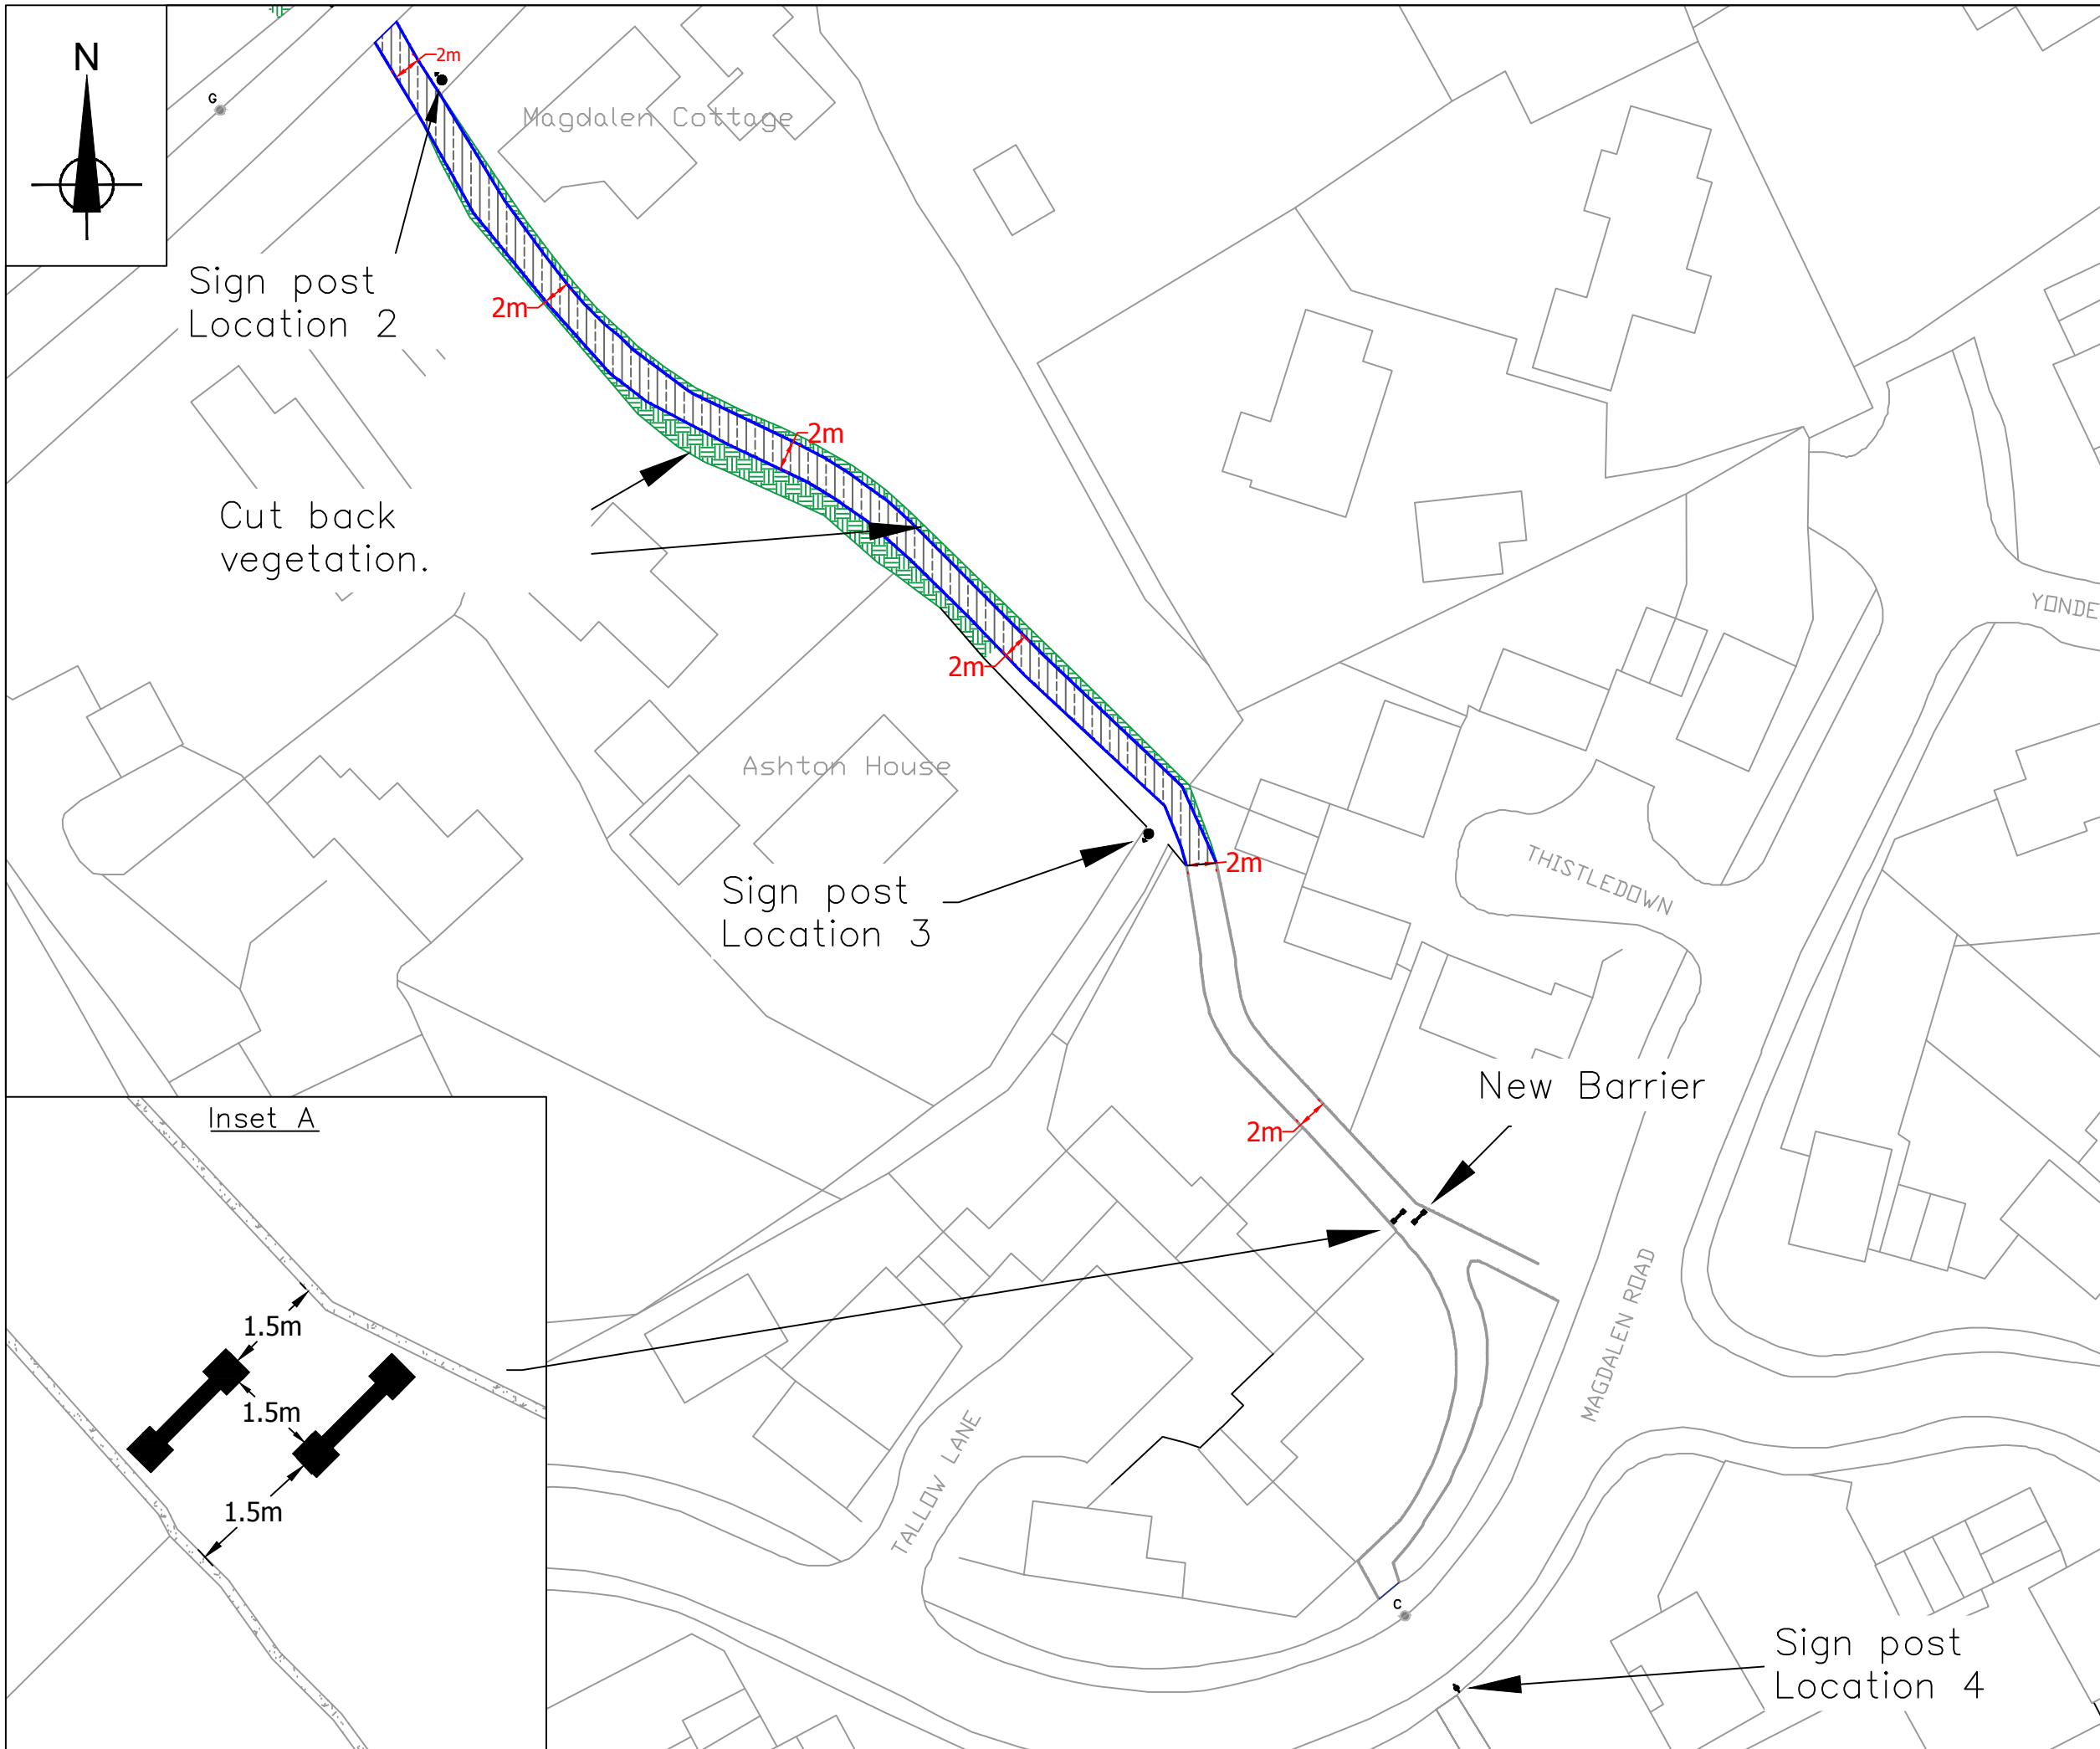 N
G
2m
Magdalen Cottage
Sign post
Location 2
2m
2m
Cut back
vegetation.
2m
Ashton House
Sign post
Location 3
2m
THISTLEDOWN
YONDE
New Barrier
2m
Inset A
1.5m
1.5m
1.5m
MAGDALEN ROAD
TALLOW LANE
C
Sign post
Location 4